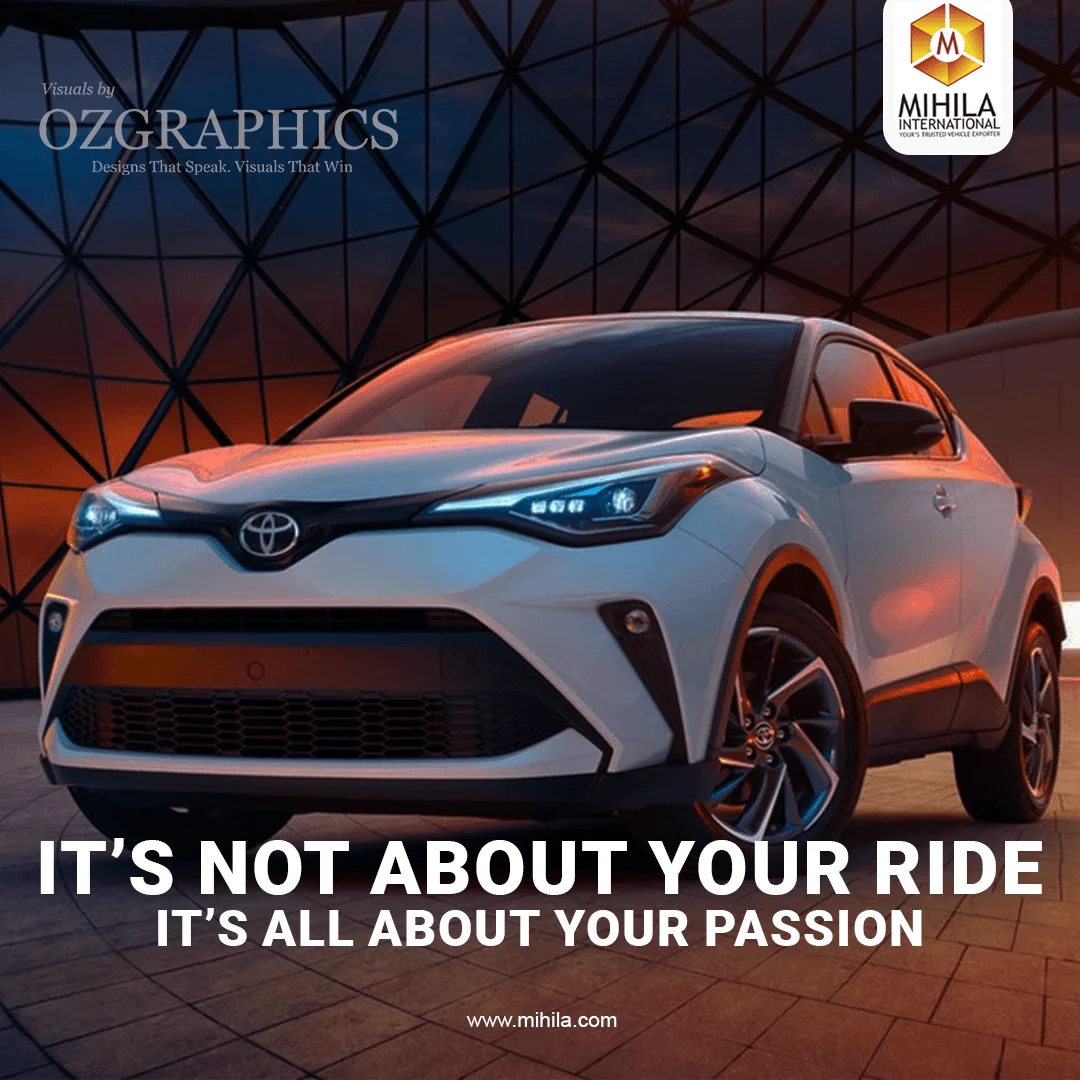 Visuals by
OZGRAPHICS
Designs That Speak. Visuals That Win
M
MIHILA
INTERNATIONAL
YOUR'S TRUSTED VEHICLE EXPORTER
IT'S NOT ABOUT YOUR RIDE
IT'S ALL ABOUT YOUR PASSION
www.mihila.com